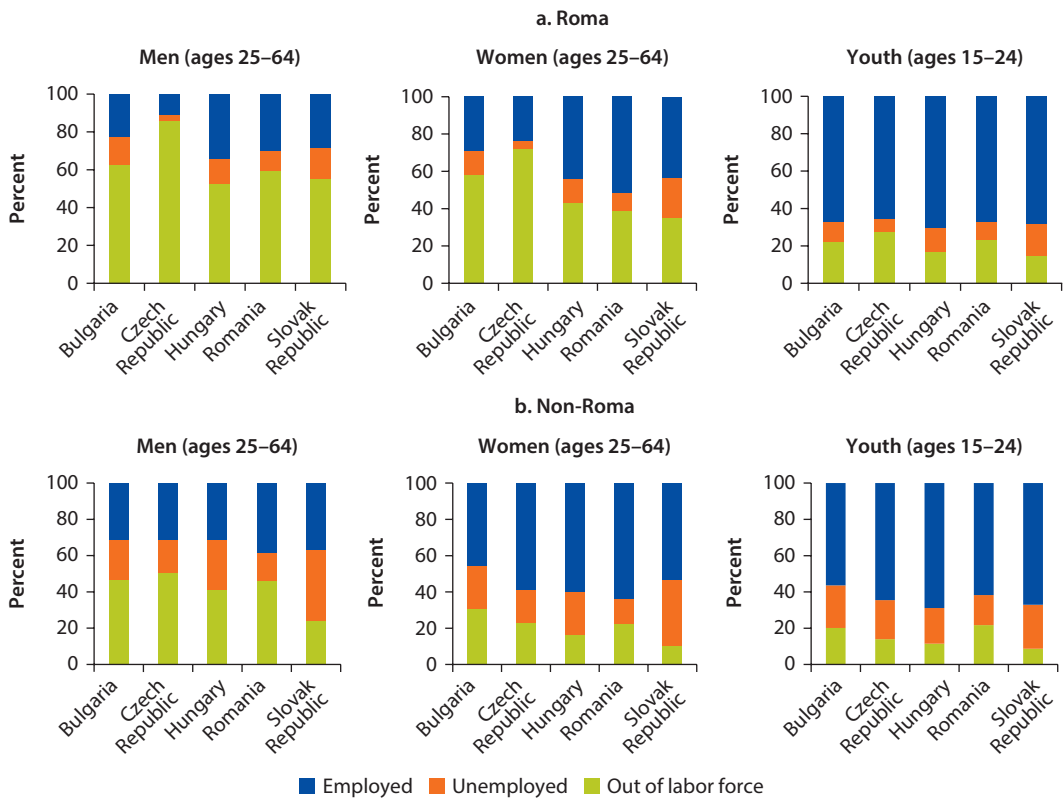 a. Roma
Men (ages 25–64)
Women (ages 25–64)
Youth (ages 15–24)
Percent
100
80
60
40
20
0
Bulgaria
Czech
Republic
Hungary
Romania
Slovak
Republic
Percent
100
80
60
40
20
0
Bulgaria
Czech
Republic
Hungary
Romania
Slovak
Republic
Percent
100
80
60
40
20
0
Bulgaria
Czech
Republic
Hungary
Romania
Slovak
Republic
b. Non-Roma
Men (ages 25–64)
Women (ages 25–64)
Youth (ages 15–24)
Percent
100
80
60
40
20
0
Bulgaria
Czech
Republic
Hungary
Romania
Slovak
Republic
Percent
100
80
60
40
20
0
Bulgaria
Czech
Republic
Hungary
Romania
Slovak
Republic
Percent
100
80
60
40
20
0
Bulgaria
Czech
Republic
Hungary
Romania
Slovak
Republic
Employed Unemployed Out of labor force